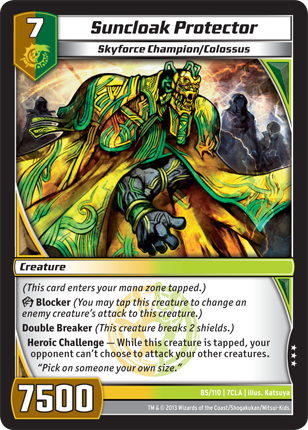 7
Suncloak Protector
Skyforce Champion/Colossus
Creature
(This card enters your mana zone tapped.)
Blocker (You may tap this creature to change an
enemy creature's attack to this creature.)
Double Breaker (This creature breaks 2 shields.)
Heroic Challenge — While this creature is tapped, your
opponent can't choose to attack your other creatures.
"Pick on someone your own size."
7500
85/110 | 7CLA | Illus. Katsuya
TM & © 2013 Wizards of the Coast/Shogakukan/Mitsui-Kids.